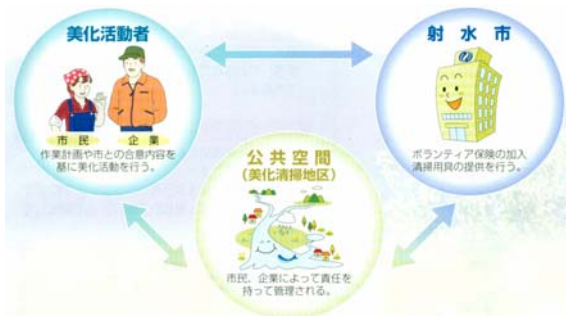 美化活動者
市民
企業
作業計画や市との合意内容を
基に美化活動を行う。
射水市
ボランティア保険の加入
清掃用具の提供を行う。
公共空間
(美化清掃地区)
市民、企業によって責任を
持って管理される。